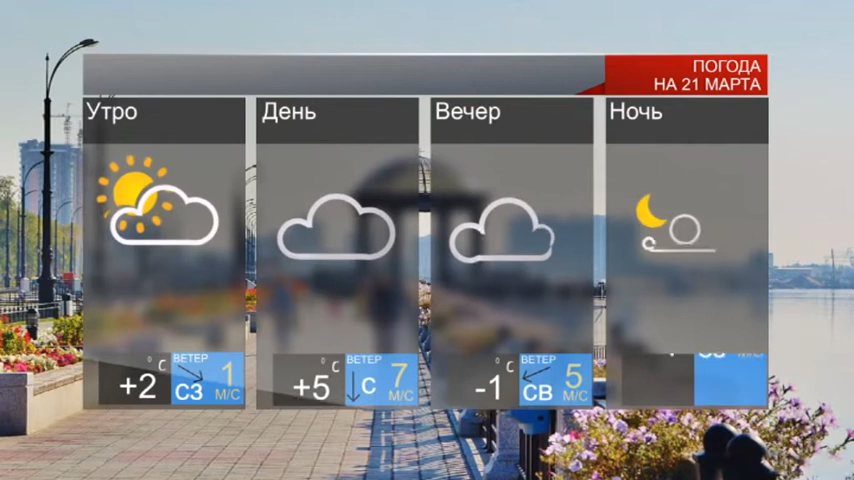 ПОГОДА
НА 21 МАРТА
Утро
День
Вечер
Ночь
°C
+2
ВЕТЕР
СЗ
1
М/С
°C
+5
ВЕТЕР
С
7
М/С
°C
-1
ВЕТЕР
СВ
5
М/С